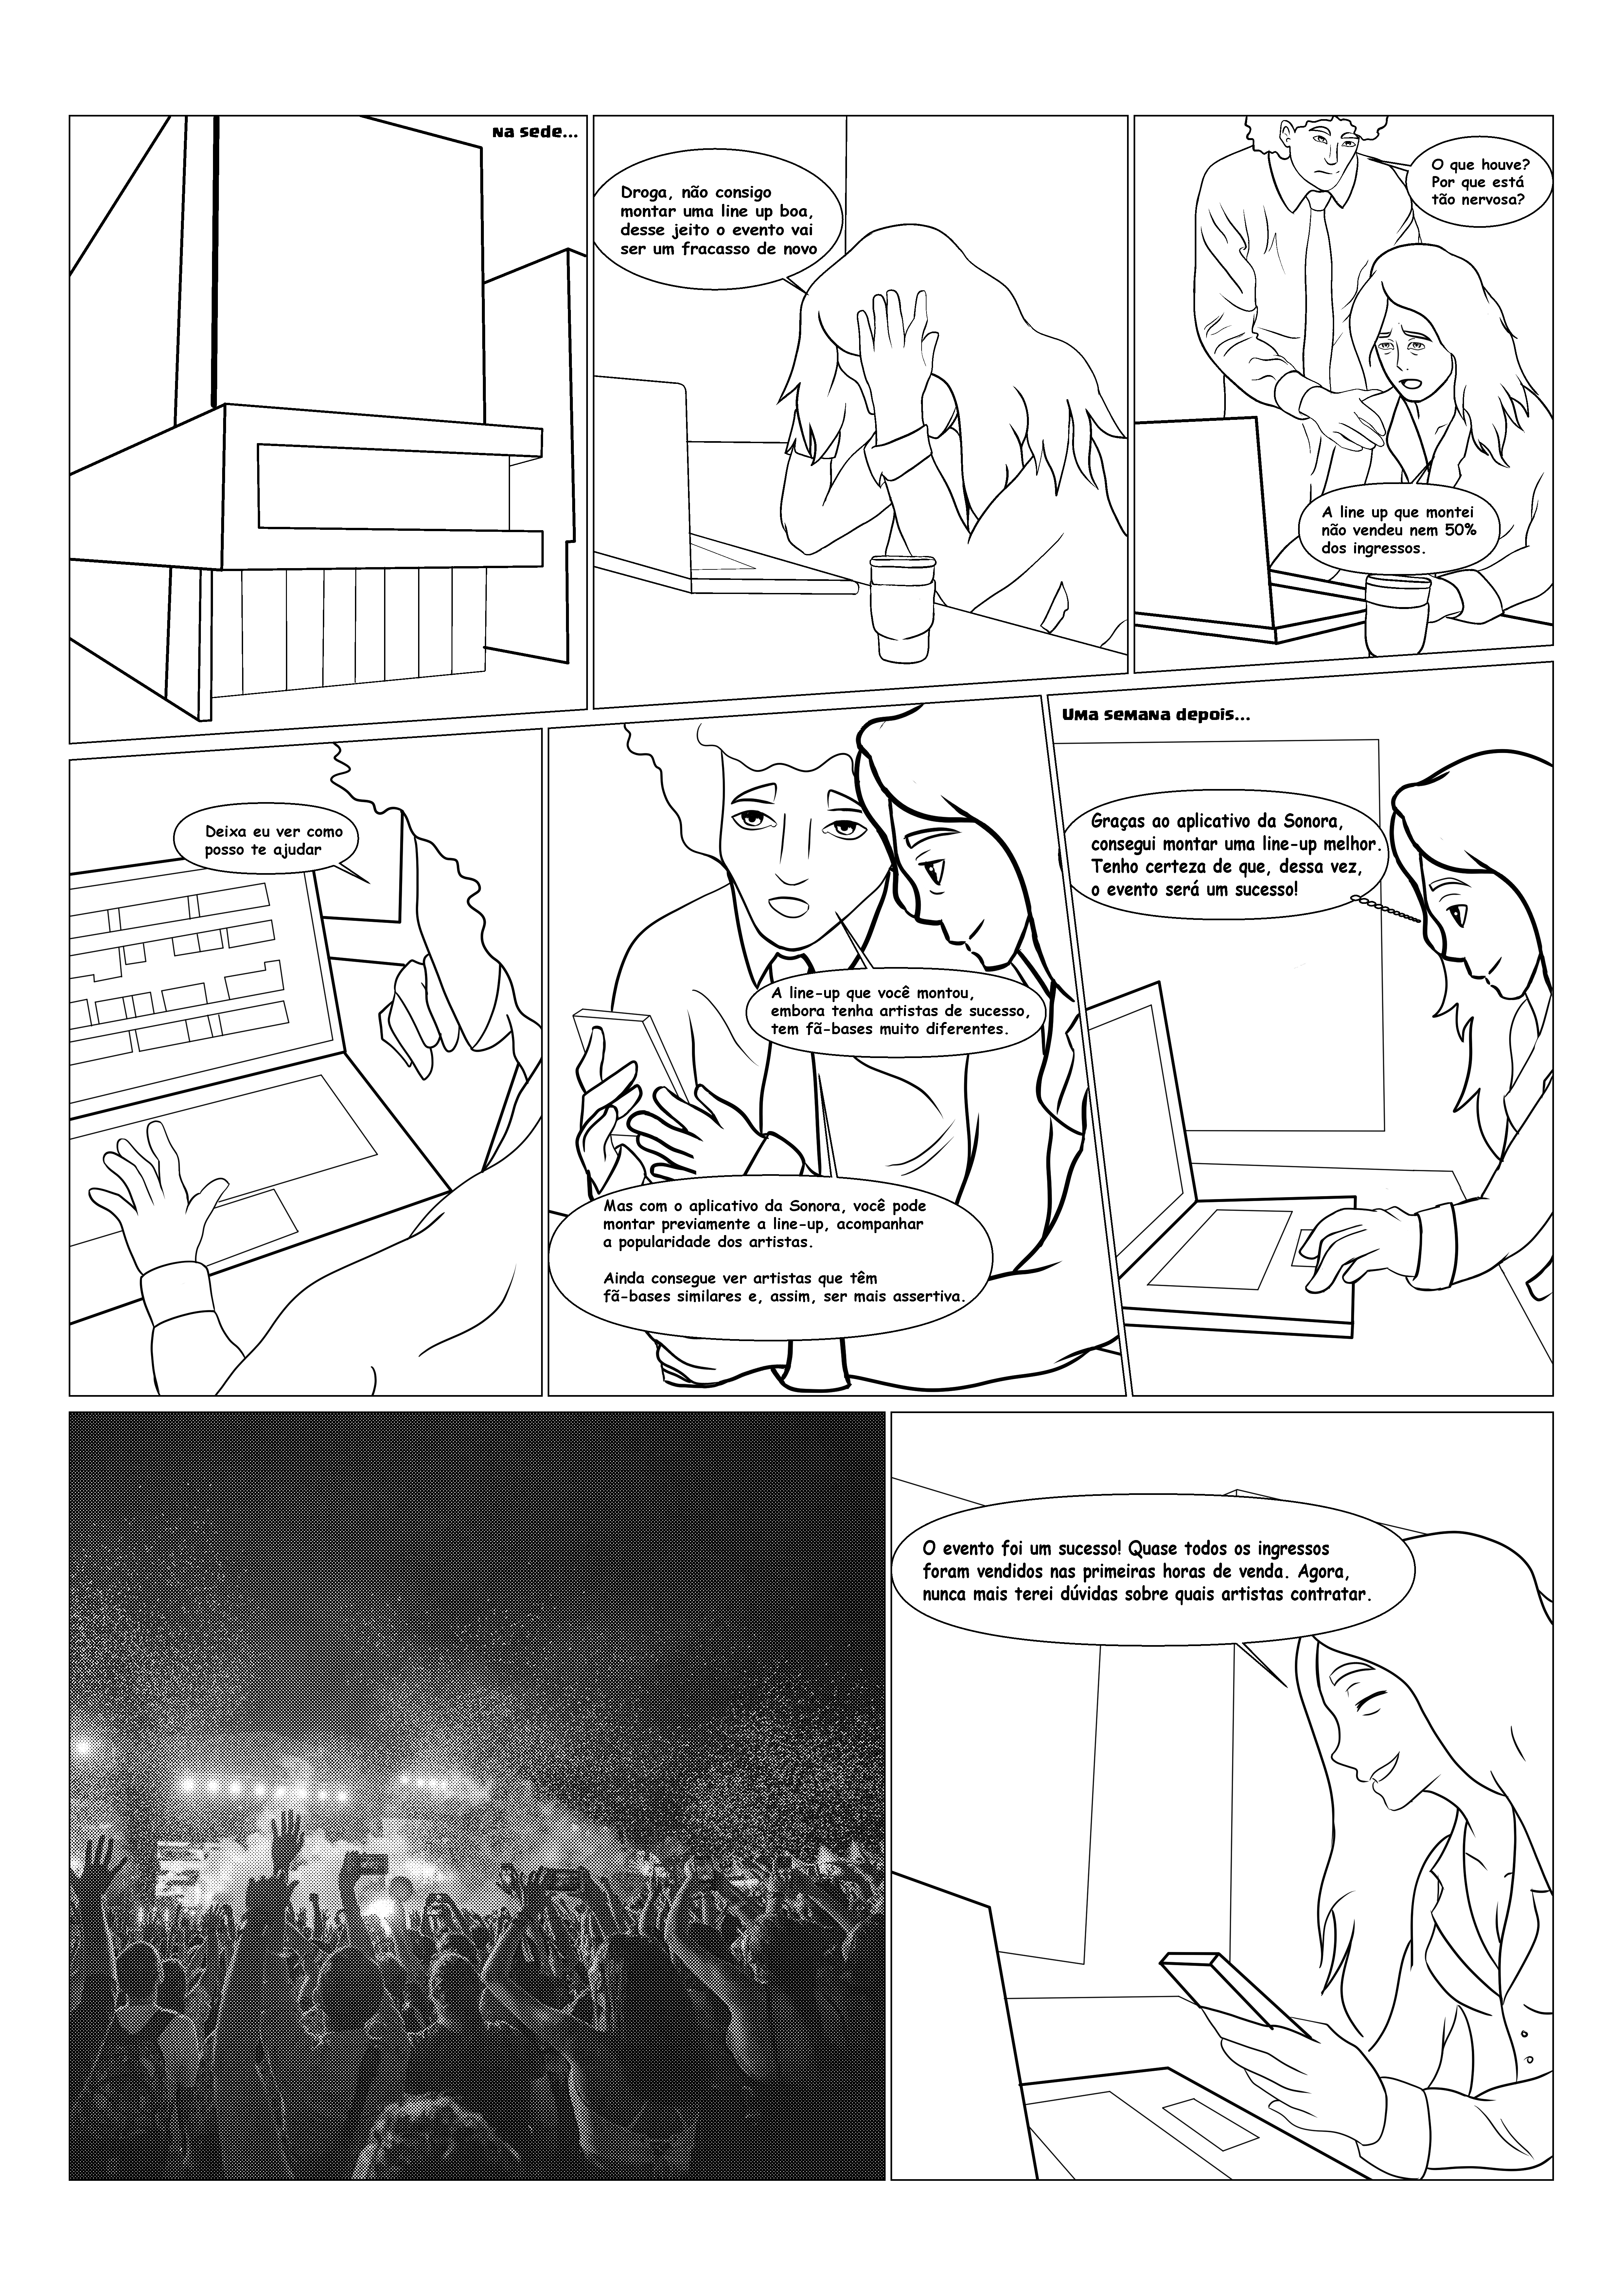 Na sede...
Droga, não consigo
montar uma line up boa,
desse jeito o evento vai
ser um fracasso de novo
O que houve?
Por que está
tão nervosa?
A line up que montei
não vendeu nem 50%
dos ingressos.
Deixa eu ver como
posso te ajudar
A line-up que você montou,
embora tenha artistas de sucesso,
tem fã-bases muito diferentes.
Mas com o aplicativo da Sonora, você pode
montar previamente a line-up, acompanhar
a popularidade dos artistas.
Ainda consegue ver artistas que têm
fã-bases similares e, assim, ser mais assertiva.
Uma semana depois...
Graças ao aplicativo da Sonora,
consegui montar uma line-up melhor.
Tenho certeza de que, dessa vez,
o evento será um sucesso!
O evento foi um sucesso! Quase todos os ingressos
foram vendidos nas primeiras horas de venda. Agora,
nunca mais terei dúvidas sobre quais artistas contratar.